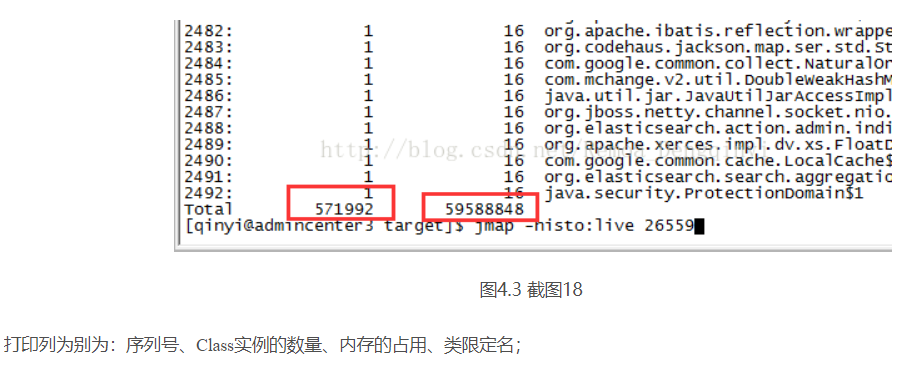 2482: 1 16 org.apache.ibatis.reflection.wrappe
2483: 1 16 org.codehaus.jackson.map.ser.std.St
2484: 1 16 com.google.common.collect.NaturalOr
2485: 1 16 com.mchange.v2.util.DoubleWeakHashM
2486: 1 16 java.util.jar.JavaUtilJarAccessImpl
2487: 1 16 org.jboss.netty.channel.socket.nio.
2488: 1 16 org.elasticsearch.action.admin.indi
2489: 1 16 org.apache.xerces.impl.dv.xs.FloatD
2490: 1 16 com.google.common.cache.LocalCache$
2491: 1 16 org.elasticsearch.search.aggregatio
2492: 1 16 java.security.ProtectionDomain$1
Total 571992 59588848
[qinyi@admincenter3 target]$ jmap -histo:live 26559
http://blog.csdn.net/
图4.3 截图18
打印列为别为：序列号、Class实例的数量、内存的占用、类限定名；